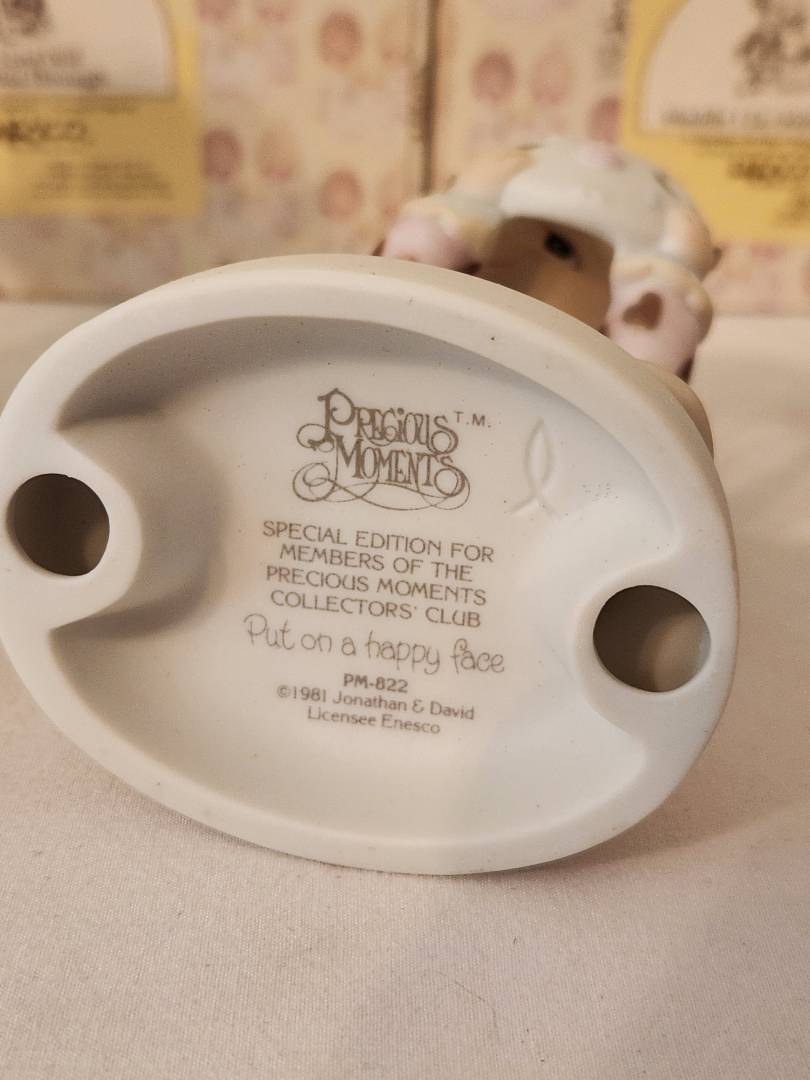 PRECIOUS T.M.
MOMENTS
SPECIAL EDITION FOR
MEMBERS OF THE
PRECIOUS MOMENTS
COLLECTORS' CLUB
Put on a happy face
PM-822
©1981 Jonathan & David
Licensee Enesco